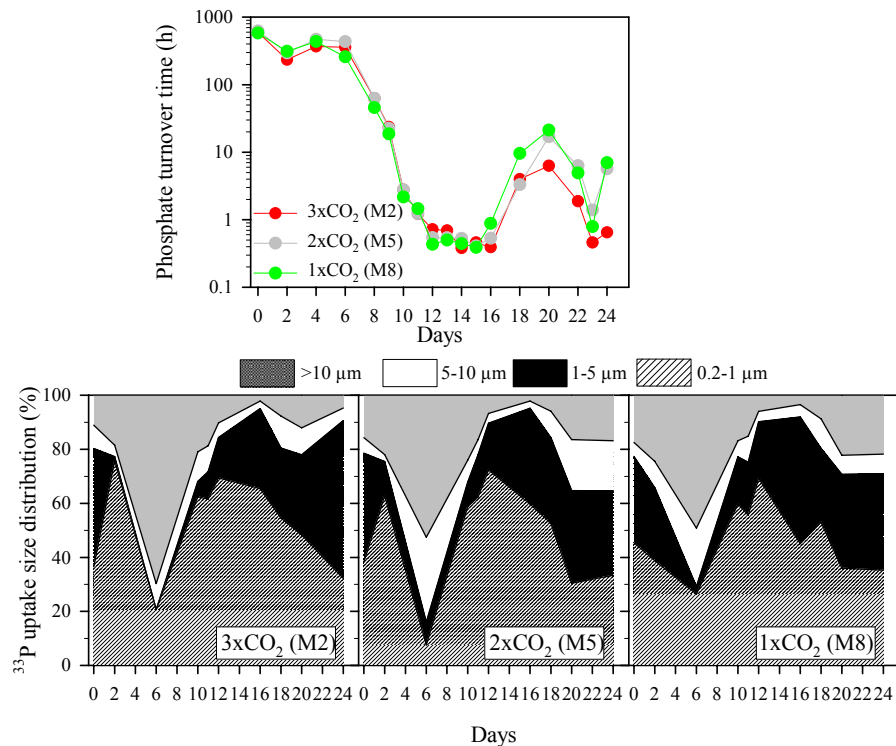 Phosphate turnover time (h)
1000
100
10
1
0.1
3xCO₂ (M2)
2xCO₂ (M5)
1xCO₂ (M8)
0 2 4 6 8 10 12 14 16 18 20 22 24
Days
>10 µm 5-10 µm 1-5 µm 0.2-1 µm
³³P uptake size distribution (%)
100
80
60
40
20
0
3xCO₂ (M2) 2xCO₂ (M5) 1xCO₂ (M8)
0 2 4 6 8 10 12 14 16 18 20 22 24 0 2 4 6 8 10 12 14 16 18 20 22 24 0 2 4 6 8 10 12 14 16 18 20 22 24
Days